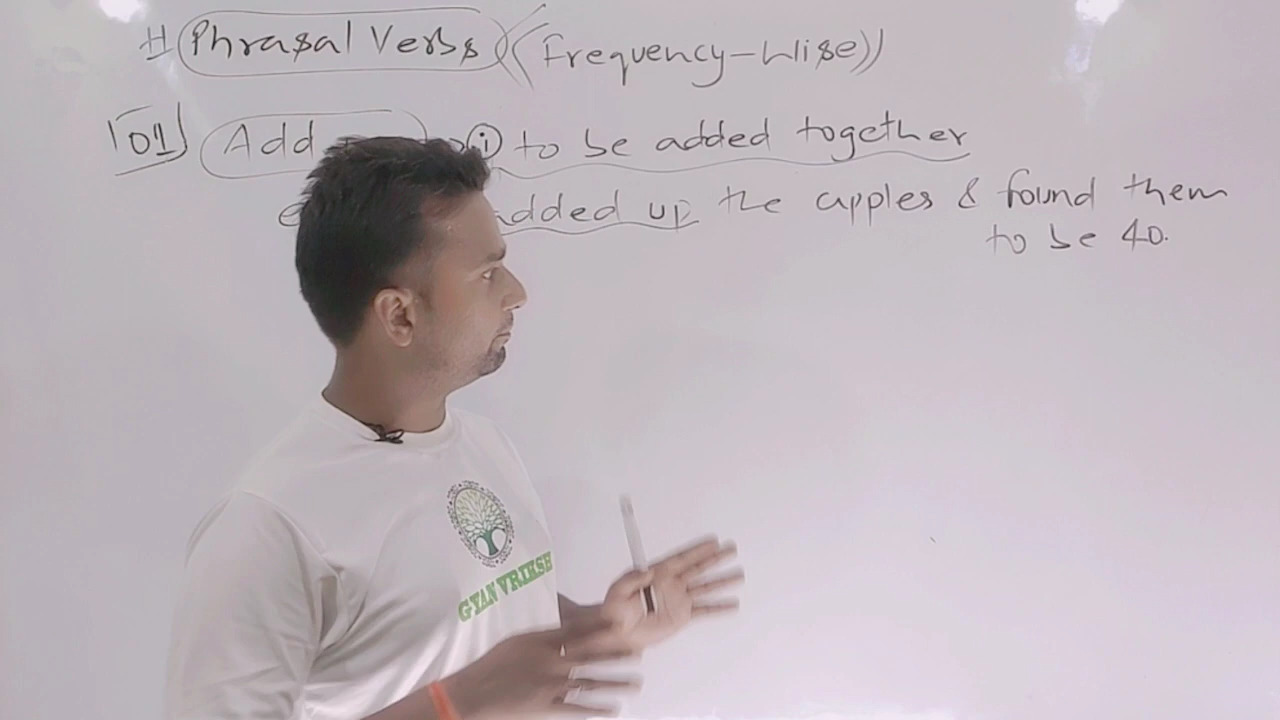 # Phrasal Verbs ((Frequency-Wise))
01 Add (i) to be added together
added up the apples & found them
to be 40.
GYAN VRIKSH